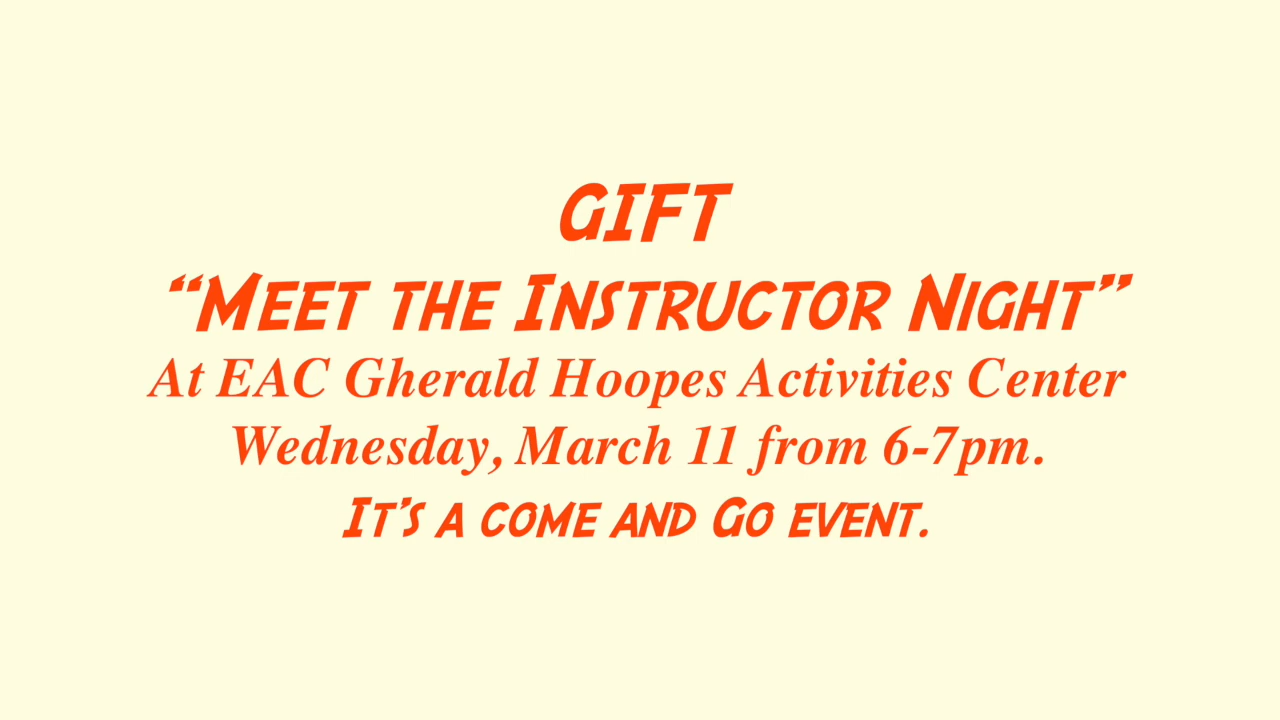 GIFT
“Meet the Instructor Night”
At EAC Gherald Hoopes Activities Center
Wednesday, March 11 from 6-7pm.
It’s a come and Go event.